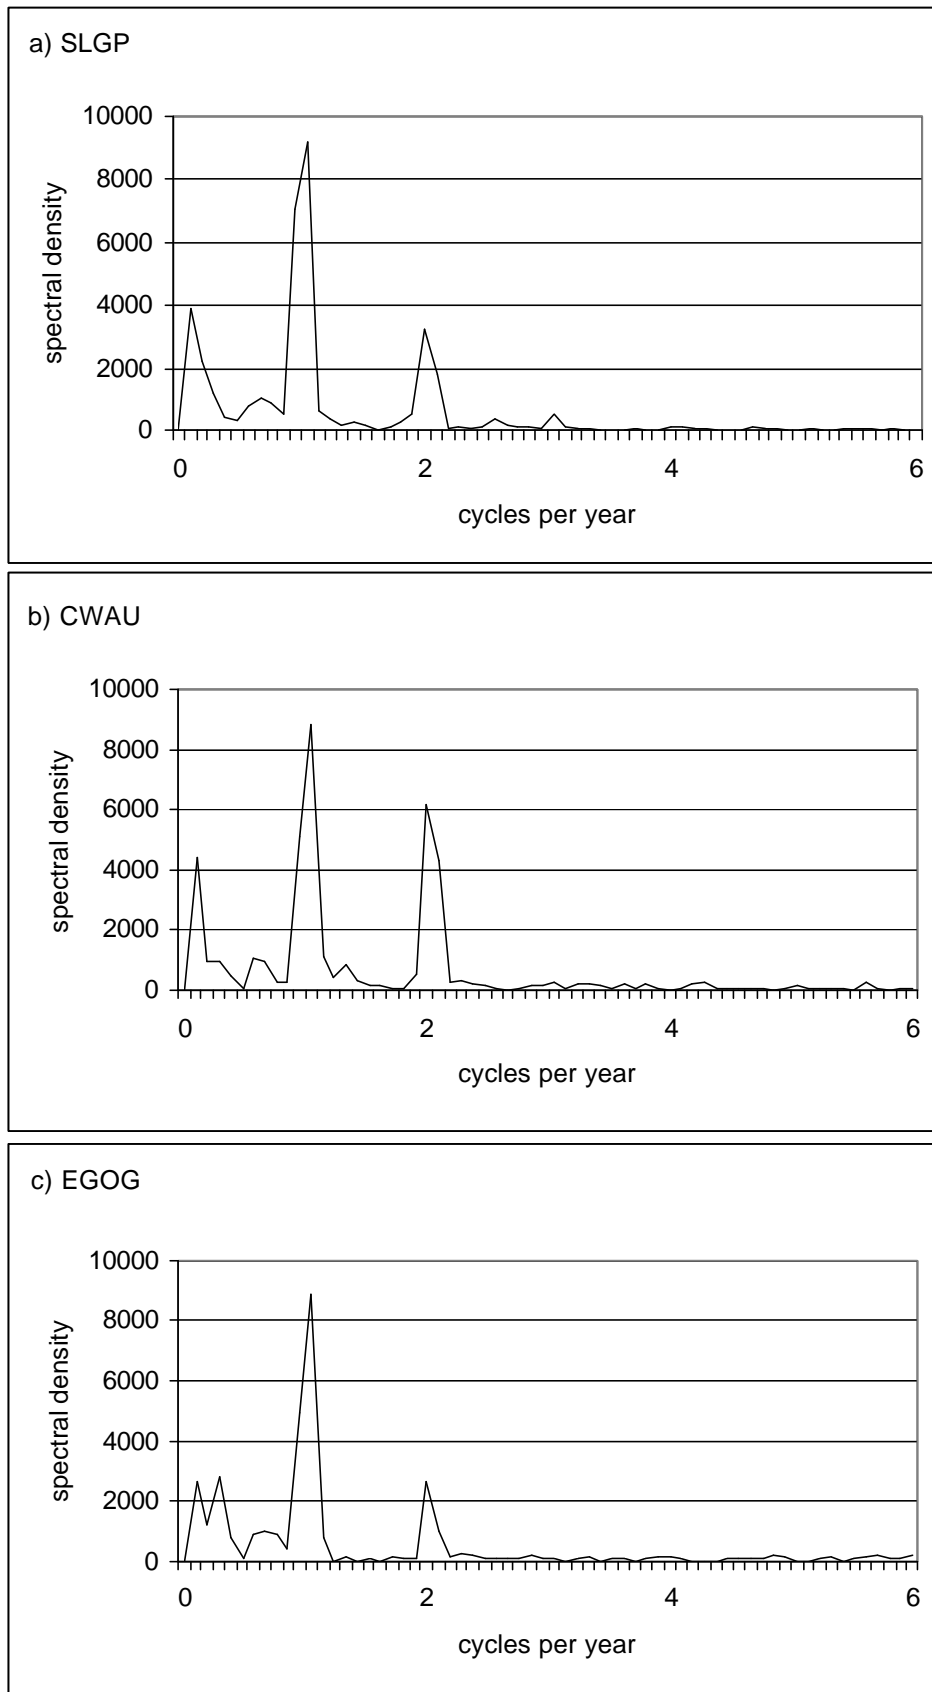 a) SLGP
10000
8000
6000
4000
2000
0
spectral density
0 2 4 6
cycles per year
b) CWAU
10000
8000
6000
4000
2000
0
spectral density
0 2 4 6
cycles per year
c) EGOG
10000
8000
6000
4000
2000
0
spectral density
0 2 4 6
cycles per year